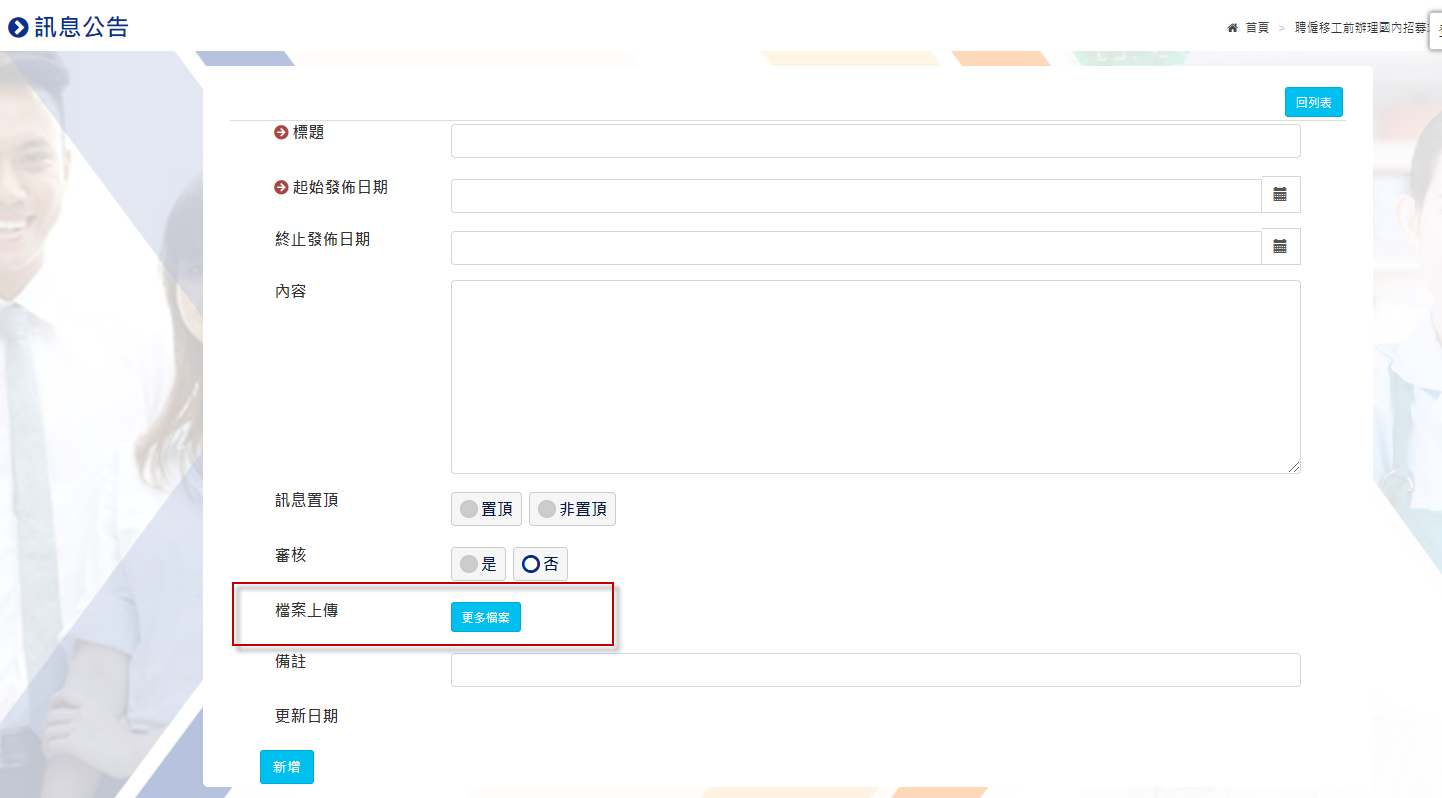 訊息公告
首頁 > 聘僱移工前辦理國內招募
回列表
標題
起始發佈日期
終止發佈日期
內容
訊息置頂 置頂 非置頂
審核 是 否
檔案上傳 更多檔案
備註
更新日期
新增